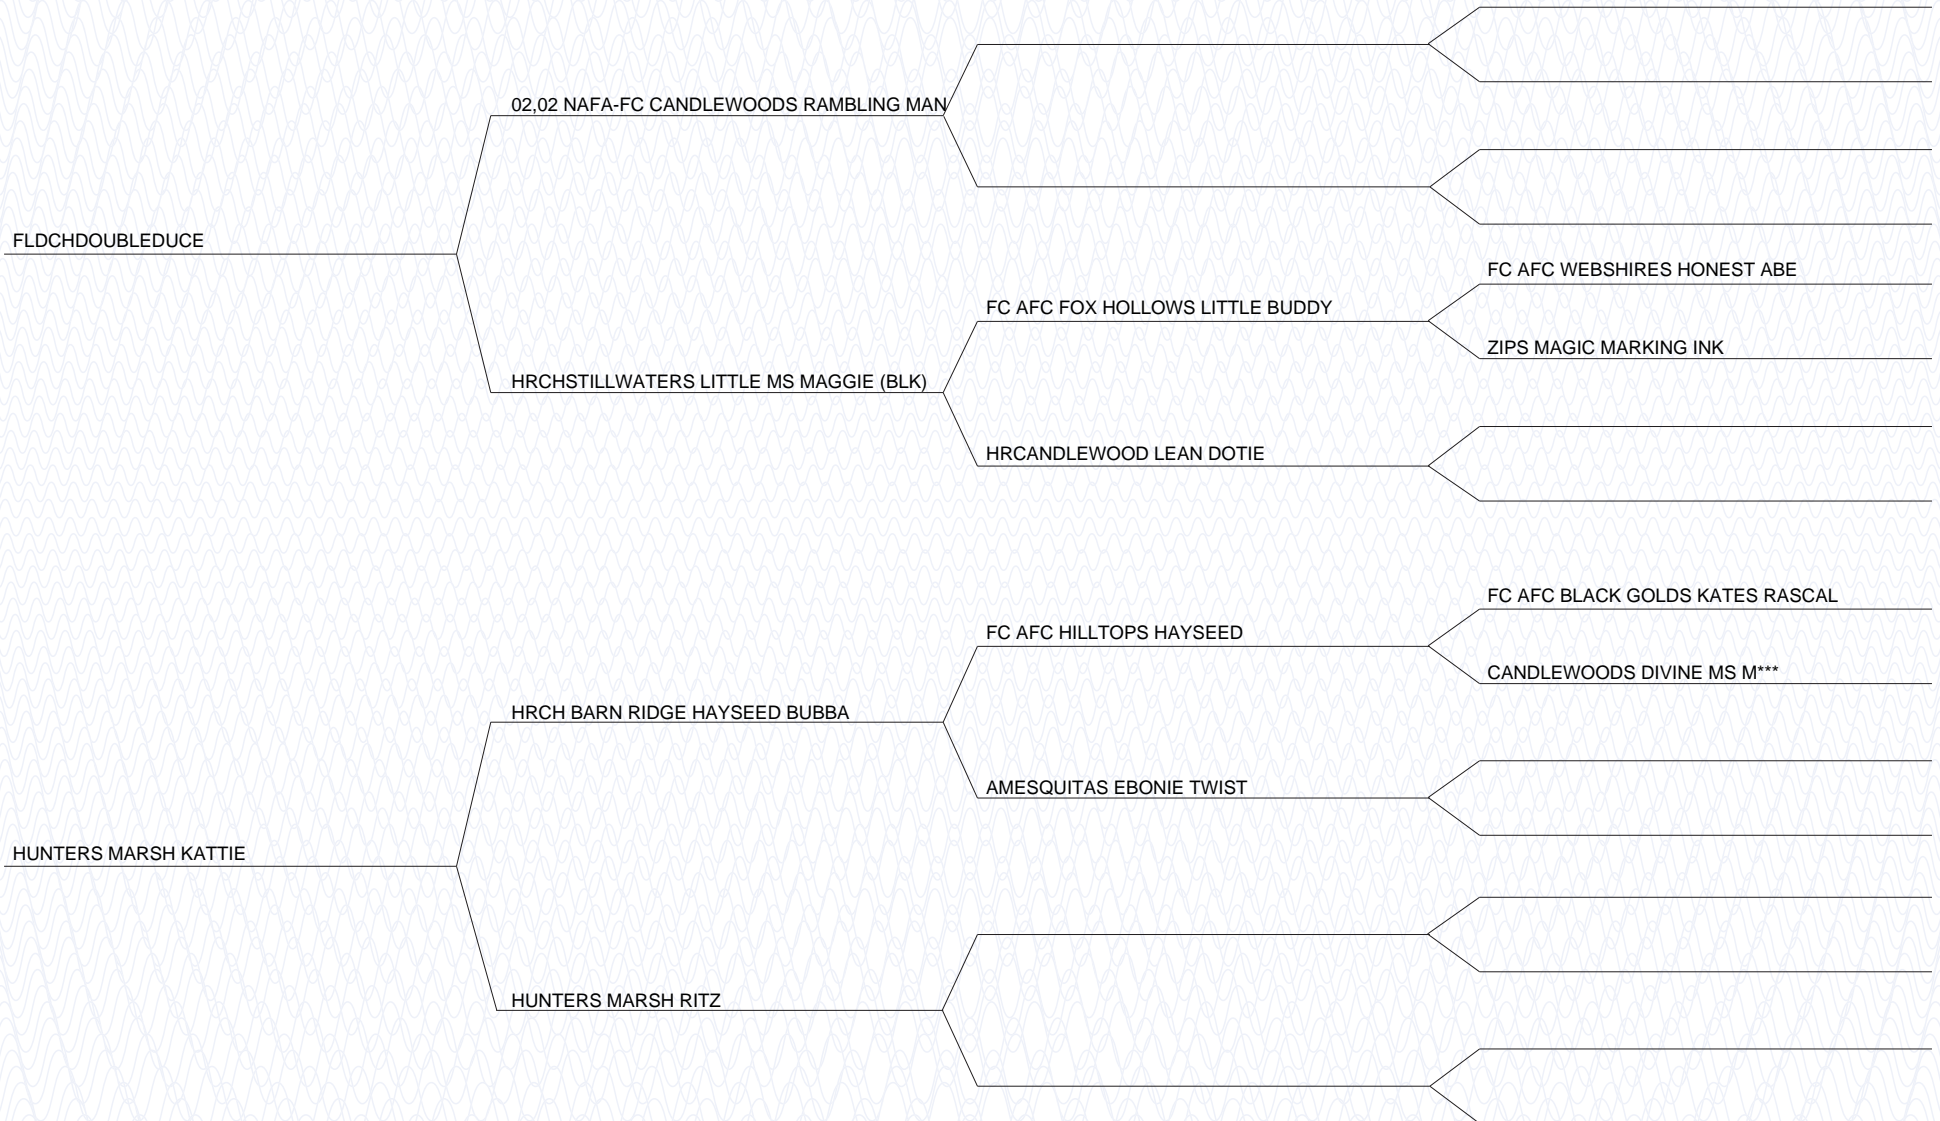 02,02 NAFA-FC CANDLEWOODS RAMBLING MAN
FLDCHDOUBLEDUCE
FC AFC WEBSHIRES HONEST ABE
FC AFC FOX HOLLOWS LITTLE BUDDY
ZIPS MAGIC MARKING INK
HRCHSTILLWATERS LITTLE MS MAGGIE (BLK)
HRCANDLEWOOD LEAN DOTIE
FC AFC BLACK GOLDS KATES RASCAL
FC AFC HILLTOPS HAYSEED
CANDLEWOODS DIVINE MS M***
HRCH BARN RIDGE HAYSEED BUBBA
AMESQUITAS EBONIE TWIST
HUNTERS MARSH KATTIE
HUNTERS MARSH RITZ